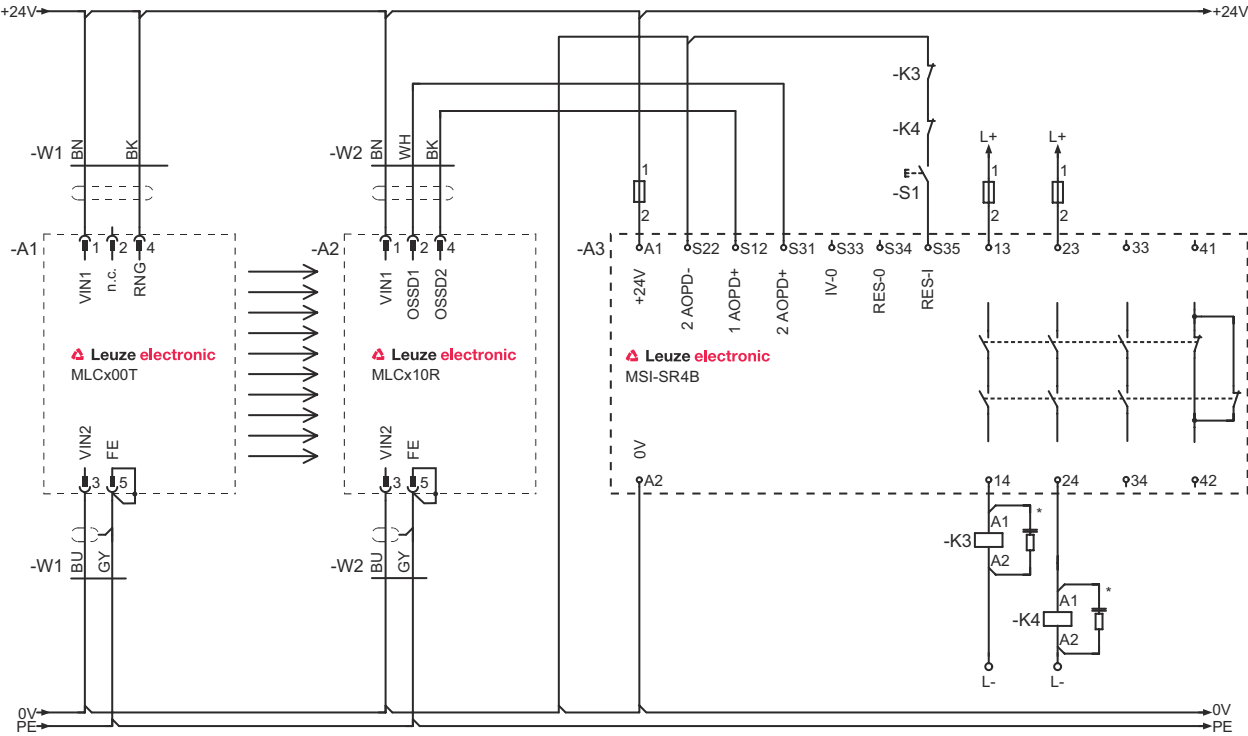 +24V +24V
-K3
-K4
L+ L+
-W1 BN BK -W2 BN WH BK
1 1 1
-S1
2 2 2
-A1 1 2 4 -A2 1 2 4 -A3 A1 S22 S12 S31 S33 S34 S35 13 23 33 41
VIN1 n.c. RNG VIN1 OSSD1 OSSD2 +24V 2 AOPD- 1 AOPD+ 2 AOPD+ IV-0 RES-0 RES-I
Leuze electronic Leuze electronic Leuze electronic
MLCx00T MLCx10R MSI-SR4B
VIN2 FE VIN2 FE 0V
3 5 3 5 A2 14 24 34 42
A1 *
-K3
A2
-W1 BU GY -W2 BU GY
A1 *
-K4
A2
L- L-
0V 0V
PE PE